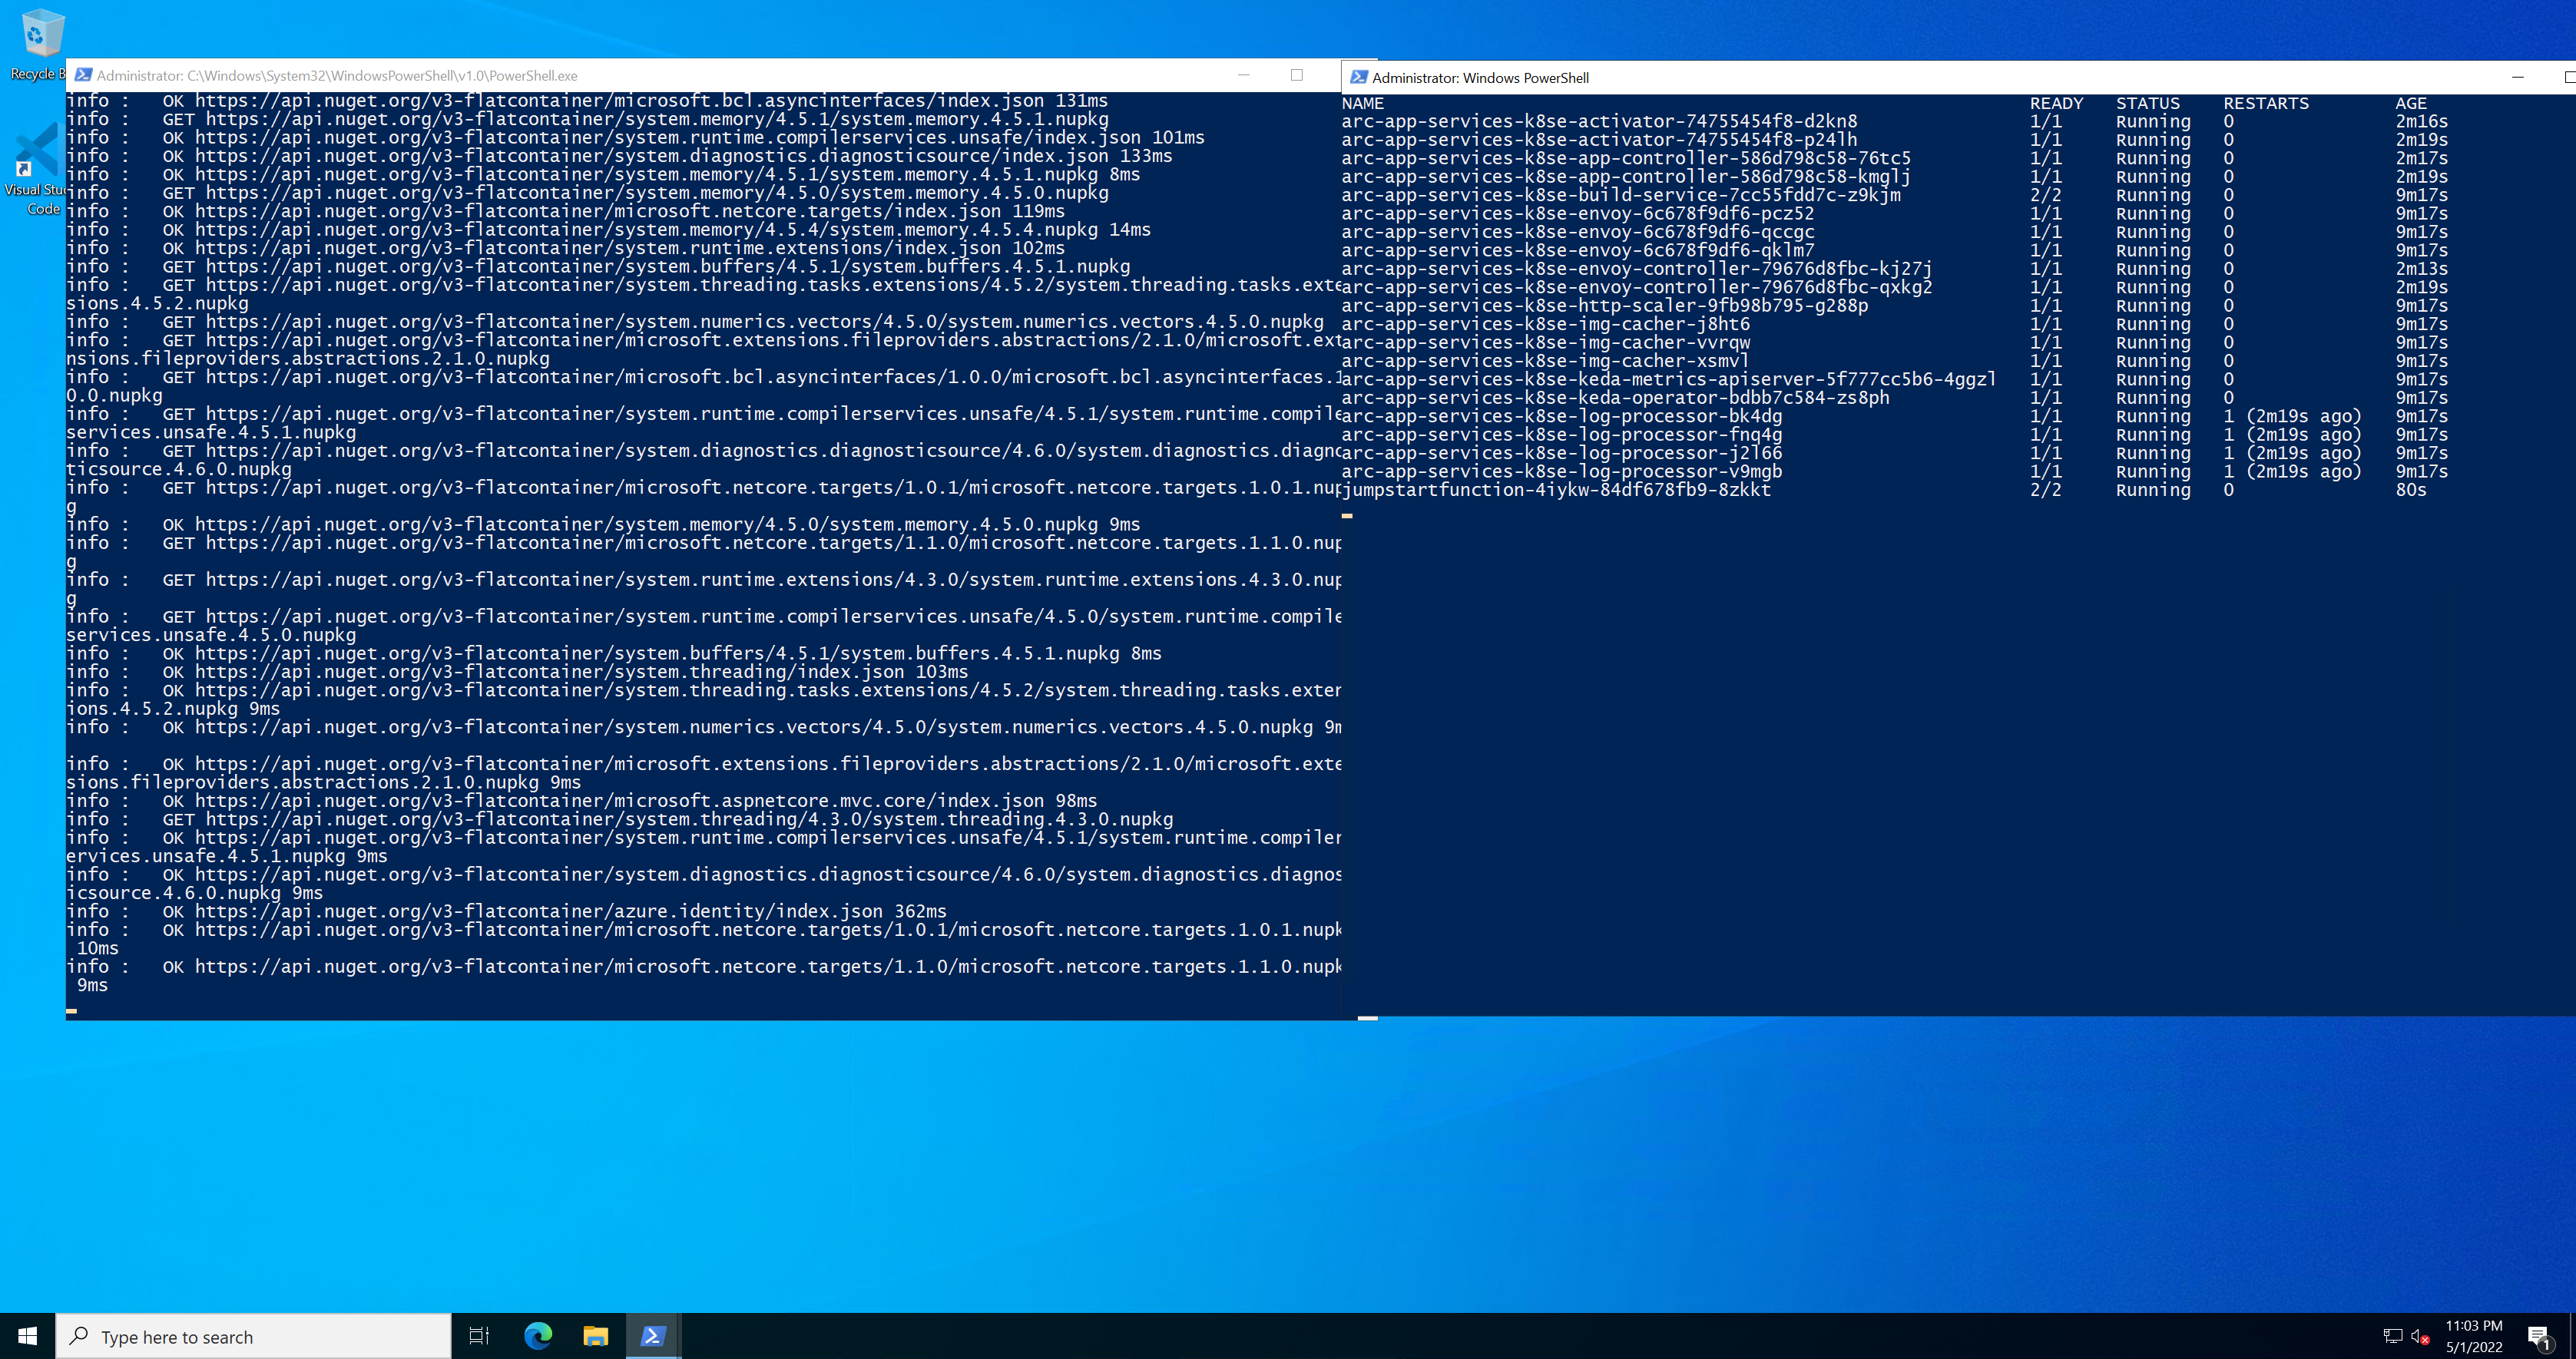 Recycle B
Visual Stu
Code
Administrator: C:\Windows\System32\WindowsPowerShell\v1.0\PowerShell.exe
info :   OK https://api.nuget.org/v3-flatcontainer/microsoft.bcl.asyncinterfaces/index.json 131ms
info :   GET https://api.nuget.org/v3-flatcontainer/system.memory/4.5.1/system.memory.4.5.1.nupkg
info :   OK https://api.nuget.org/v3-flatcontainer/system.runtime.compilerservices.unsafe/index.json 101ms
info :   OK https://api.nuget.org/v3-flatcontainer/system.diagnostics.diagnosticsource/index.json 133ms
info :   OK https://api.nuget.org/v3-flatcontainer/system.memory/4.5.1/system.memory.4.5.1.nupkg 8ms
info :   GET https://api.nuget.org/v3-flatcontainer/system.memory/4.5.0/system.memory.4.5.0.nupkg
info :   OK https://api.nuget.org/v3-flatcontainer/microsoft.netcore.targets/index.json 119ms
info :   OK https://api.nuget.org/v3-flatcontainer/system.memory/4.5.4/system.memory.4.5.4.nupkg 14ms
info :   OK https://api.nuget.org/v3-flatcontainer/system.runtime.extensions/index.json 102ms
info :   GET https://api.nuget.org/v3-flatcontainer/system.buffers/4.5.1/system.buffers.4.5.1.nupkg
info :   GET https://api.nuget.org/v3-flatcontainer/system.threading.tasks.extensions/4.5.2/system.threading.tasks.exte
sions.4.5.2.nupkg
info :   GET https://api.nuget.org/v3-flatcontainer/system.numerics.vectors/4.5.0/system.numerics.vectors.4.5.0.nupkg
info :   GET https://api.nuget.org/v3-flatcontainer/microsoft.extensions.fileproviders.abstractions/2.1.0/microsoft.ext
nsions.fileproviders.abstractions.2.1.0.nupkg
info :   GET https://api.nuget.org/v3-flatcontainer/microsoft.bcl.asyncinterfaces/1.0.0/microsoft.bcl.asyncinterfaces.1
0.0.nupkg
info :   GET https://api.nuget.org/v3-flatcontainer/system.runtime.compilerservices.unsafe/4.5.1/system.runtime.compile
services.unsafe.4.5.1.nupkg
info :   GET https://api.nuget.org/v3-flatcontainer/system.diagnostics.diagnosticsource/4.6.0/system.diagnostics.diagno
ticsource.4.6.0.nupkg
info :   GET https://api.nuget.org/v3-flatcontainer/microsoft.netcore.targets/1.0.1/microsoft.netcore.targets.1.0.1.nup
g
info :   OK https://api.nuget.org/v3-flatcontainer/system.memory/4.5.0/system.memory.4.5.0.nupkg 9ms
info :   GET https://api.nuget.org/v3-flatcontainer/microsoft.netcore.targets/1.1.0/microsoft.netcore.targets.1.1.0.nup
g
info :   GET https://api.nuget.org/v3-flatcontainer/system.runtime.extensions/4.3.0/system.runtime.extensions.4.3.0.nup
g
info :   GET https://api.nuget.org/v3-flatcontainer/system.runtime.compilerservices.unsafe/4.5.0/system.runtime.compile
services.unsafe.4.5.0.nupkg
info :   OK https://api.nuget.org/v3-flatcontainer/system.buffers/4.5.1/system.buffers.4.5.1.nupkg 8ms
info :   OK https://api.nuget.org/v3-flatcontainer/system.threading/index.json 103ms
info :   OK https://api.nuget.org/v3-flatcontainer/system.threading.tasks.extensions/4.5.2/system.threading.tasks.exten
ions.4.5.2.nupkg 9ms
info :   OK https://api.nuget.org/v3-flatcontainer/system.numerics.vectors/4.5.0/system.numerics.vectors.4.5.0.nupkg 9m
info :   OK https://api.nuget.org/v3-flatcontainer/microsoft.extensions.fileproviders.abstractions/2.1.0/microsoft.exte
sions.fileproviders.abstractions.2.1.0.nupkg 9ms
info :   OK https://api.nuget.org/v3-flatcontainer/microsoft.aspnetcore.mvc.core/index.json 98ms
info :   GET https://api.nuget.org/v3-flatcontainer/system.threading/4.3.0/system.threading.4.3.0.nupkg
info :   OK https://api.nuget.org/v3-flatcontainer/system.runtime.compilerservices.unsafe/4.5.1/system.runtime.compiler
ervices.unsafe.4.5.1.nupkg 9ms
info :   OK https://api.nuget.org/v3-flatcontainer/system.diagnostics.diagnosticsource/4.6.0/system.diagnostics.diagnos
icsource.4.6.0.nupkg 9ms
info :   OK https://api.nuget.org/v3-flatcontainer/azure.identity/index.json 362ms
info :   OK https://api.nuget.org/v3-flatcontainer/microsoft.netcore.targets/1.0.1/microsoft.netcore.targets.1.0.1.nupk
10ms
info :   OK https://api.nuget.org/v3-flatcontainer/microsoft.netcore.targets/1.1.0/microsoft.netcore.targets.1.1.0.nupk
9ms
Administrator: Windows PowerShell
NAME READY STATUS RESTARTS AGE
arc-app-services-k8se-activator-74755454f8-d2kn8 1/1 Running 0 2m16s
arc-app-services-k8se-activator-74755454f8-p24lh 1/1 Running 0 2m19s
arc-app-services-k8se-app-controller-586d798c58-76tc5 1/1 Running 0 2m17s
arc-app-services-k8se-app-controller-586d798c58-kmglj 1/1 Running 0 2m19s
arc-app-services-k8se-build-service-7cc55fdd7c-z9kjm 2/2 Running 0 9m17s
arc-app-services-k8se-envoy-6c678f9df6-pcz52 1/1 Running 0 9m17s
arc-app-services-k8se-envoy-6c678f9df6-qccgc 1/1 Running 0 9m17s
arc-app-services-k8se-envoy-6c678f9df6-qklm7 1/1 Running 0 9m17s
arc-app-services-k8se-envoy-controller-79676d8fbc-kj27j 1/1 Running 0 2m13s
arc-app-services-k8se-envoy-controller-79676d8fbc-qxkg2 1/1 Running 0 2m19s
arc-app-services-k8se-http-scaler-9fb98b795-g288p 1/1 Running 0 9m17s
arc-app-services-k8se-img-cacher-j8ht6 1/1 Running 0 9m17s
arc-app-services-k8se-img-cacher-vvrqw 1/1 Running 0 9m17s
arc-app-services-k8se-img-cacher-xsmvl 1/1 Running 0 9m17s
arc-app-services-k8se-keda-metrics-apiserver-5f777cc5b6-4ggzl 1/1 Running 0 9m17s
arc-app-services-k8se-keda-operator-bdbb7c584-zs8ph 1/1 Running 0 9m17s
arc-app-services-k8se-log-processor-bk4dg 1/1 Running 1 (2m19s ago) 9m17s
arc-app-services-k8se-log-processor-fnq4g 1/1 Running 1 (2m19s ago) 9m17s
arc-app-services-k8se-log-processor-j2l66 1/1 Running 1 (2m19s ago) 9m17s
arc-app-services-k8se-log-processor-v9mgb 1/1 Running 1 (2m19s ago) 9m17s
jumpstartfunction-4iykw-84df678fb9-8zkkt 2/2 Running 0 80s
Type here to search
11:03 PM
5/1/2022
1